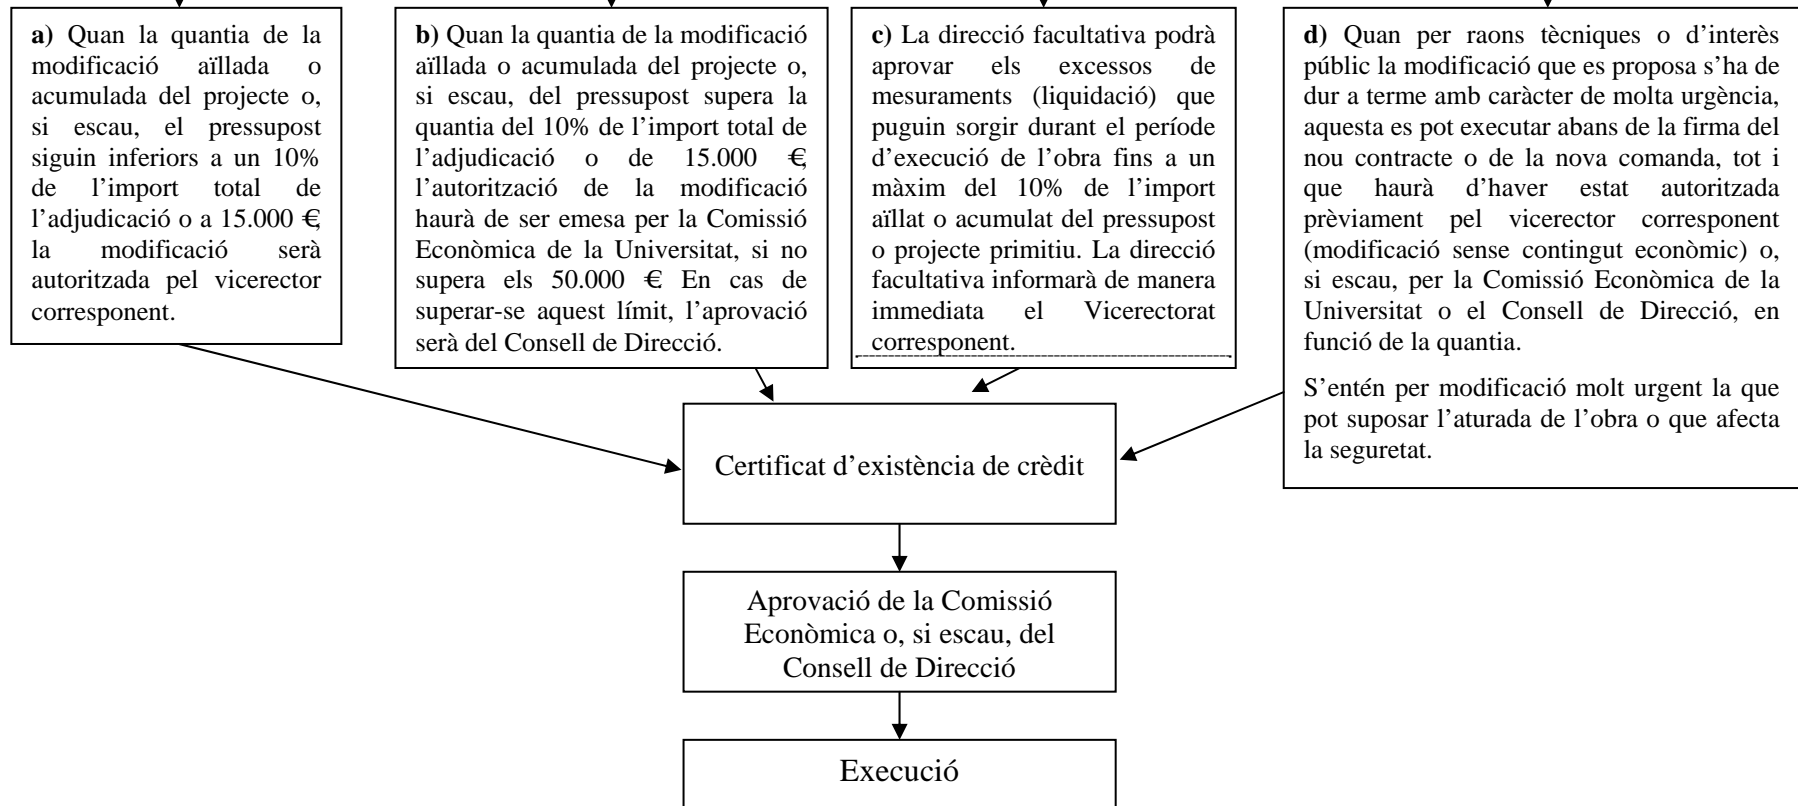 a) Quan la quantia de la
modificació aïllada o
acumulada del projecte o,
si escau, el pressupost
siguin inferiors a un 10%
de l’import total de
l’adjudicació o a 15.000 €,
la modificació serà
autoritzada pel vicerector
corresponent.
b) Quan la quantia de la modificació
aïllada o acumulada del projecte o,
si escau, del pressupost supera la
quantia del 10% de l’import total de
l’adjudicació o de 15.000 €,
l’autorització de la modificació
haurà de ser emesa per la Comissió
Econòmica de la Universitat, si no
supera els 50.000 € En cas de
superar-se aquest límit, l’aprovació
serà del Consell de Direcció.
c) La direcció facultativa podrà
aprovar els excessos de
mesuraments (liquidació) que
puguin sorgir durant el període
d’execució de l’obra fins a un
màxim del 10% de l’import
aïllat o acumulat del pressupost
o projecte primitiu. La direcció
facultativa informarà de manera
immediata el Vicerectorat
corresponent.
d) Quan per raons tècniques o d’interès
públic la modificació que es proposa s’ha de
dur a terme amb caràcter de molta urgència,
aquesta es pot executar abans de la firma del
nou contracte o de la nova comanda, tot i
que haurà d’haver estat autoritzada
prèviament pel vicerector corresponent
(modificació sense contingut econòmic) o,
si escau, per la Comissió Econòmica de la
Universitat o el Consell de Direcció, en
funció de la quantia.
S’entén per modificació molt urgent la que
pot suposar l’aturada de l’obra o que afecta
la seguretat.
Certificat d’existència de crèdit
Aprovació de la Comissió
Econòmica o, si escau, del
Consell de Direcció
Execució